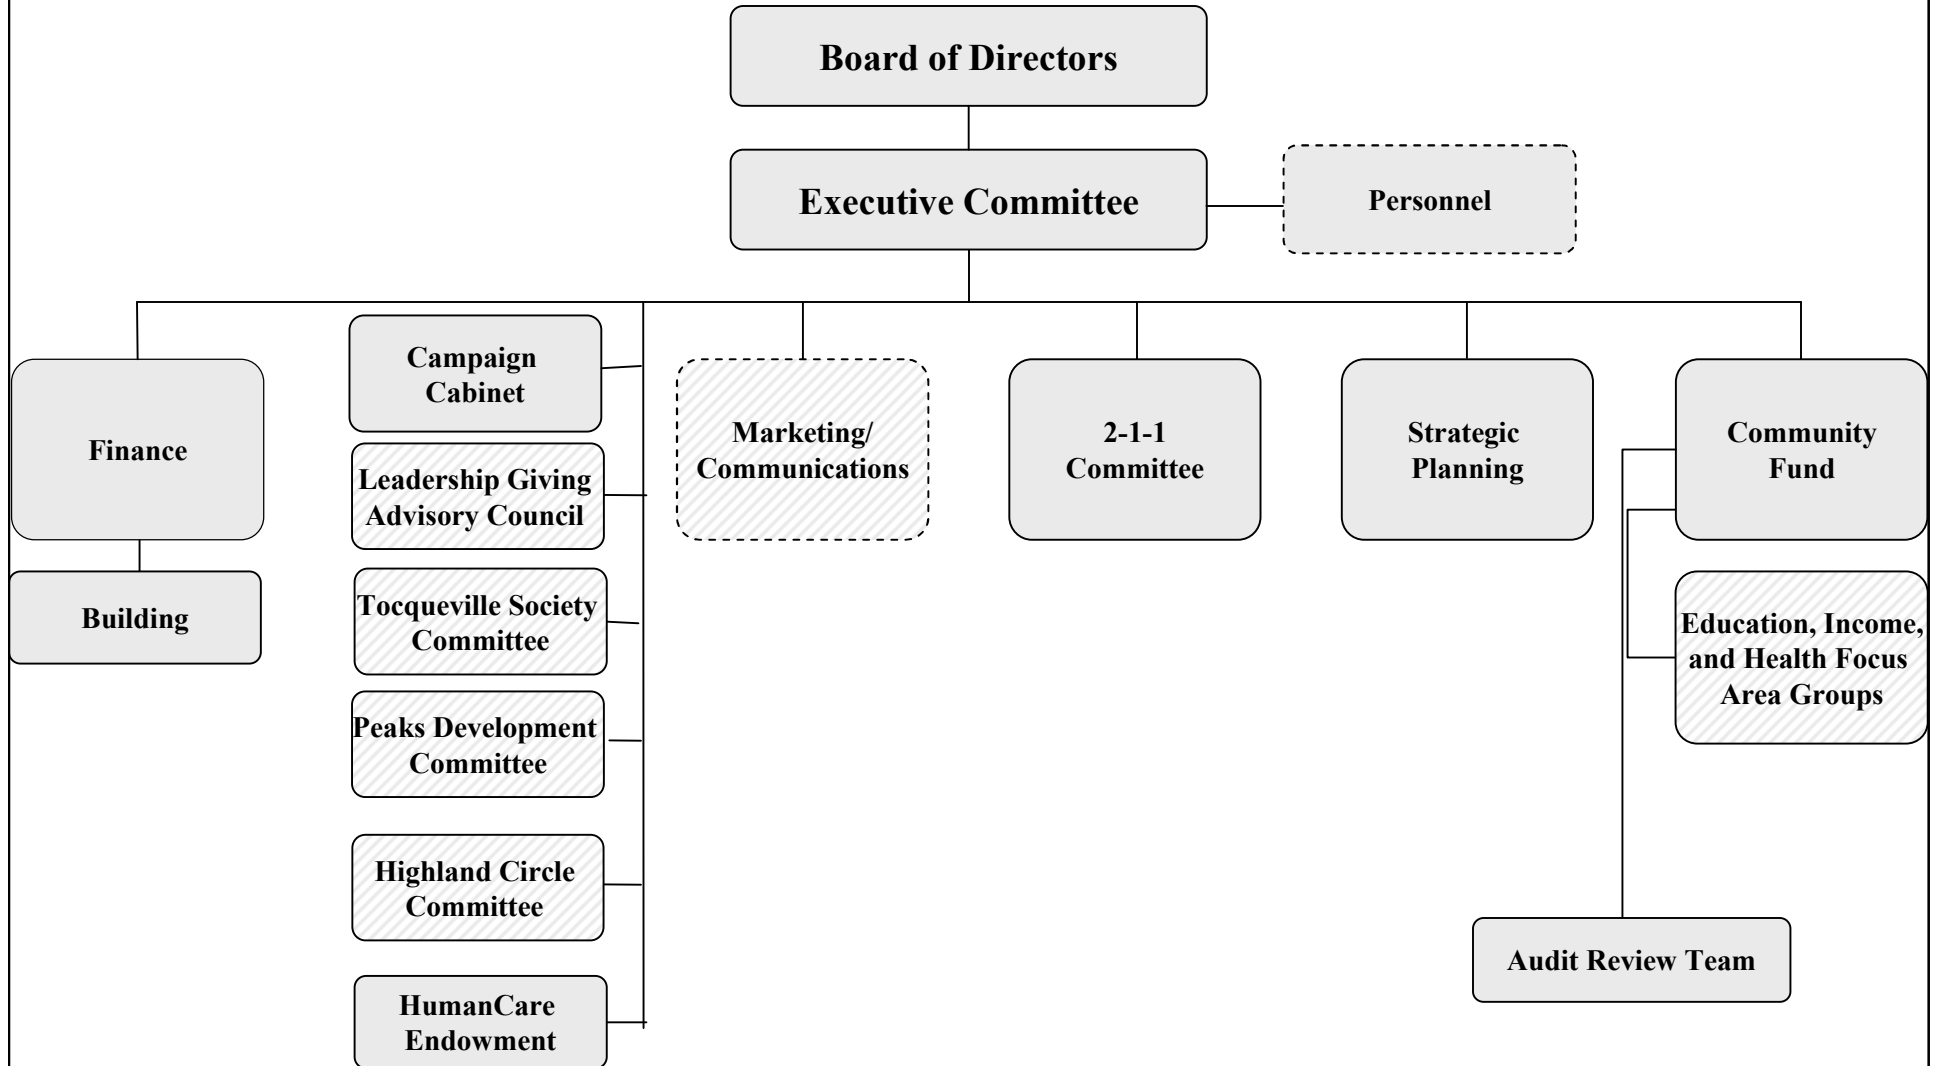 Board of Directors
Executive Committee
Personnel
Finance
Building
Campaign
Cabinet
Leadership Giving
Advisory Council
Tocqueville Society
Committee
Peaks Development
Committee
Highland Circle
Committee
HumanCare
Endowment
Marketing/
Communications
2-1-1
Committee
Strategic
Planning
Community
Fund
Education, Income,
and Health Focus
Area Groups
Audit Review Team